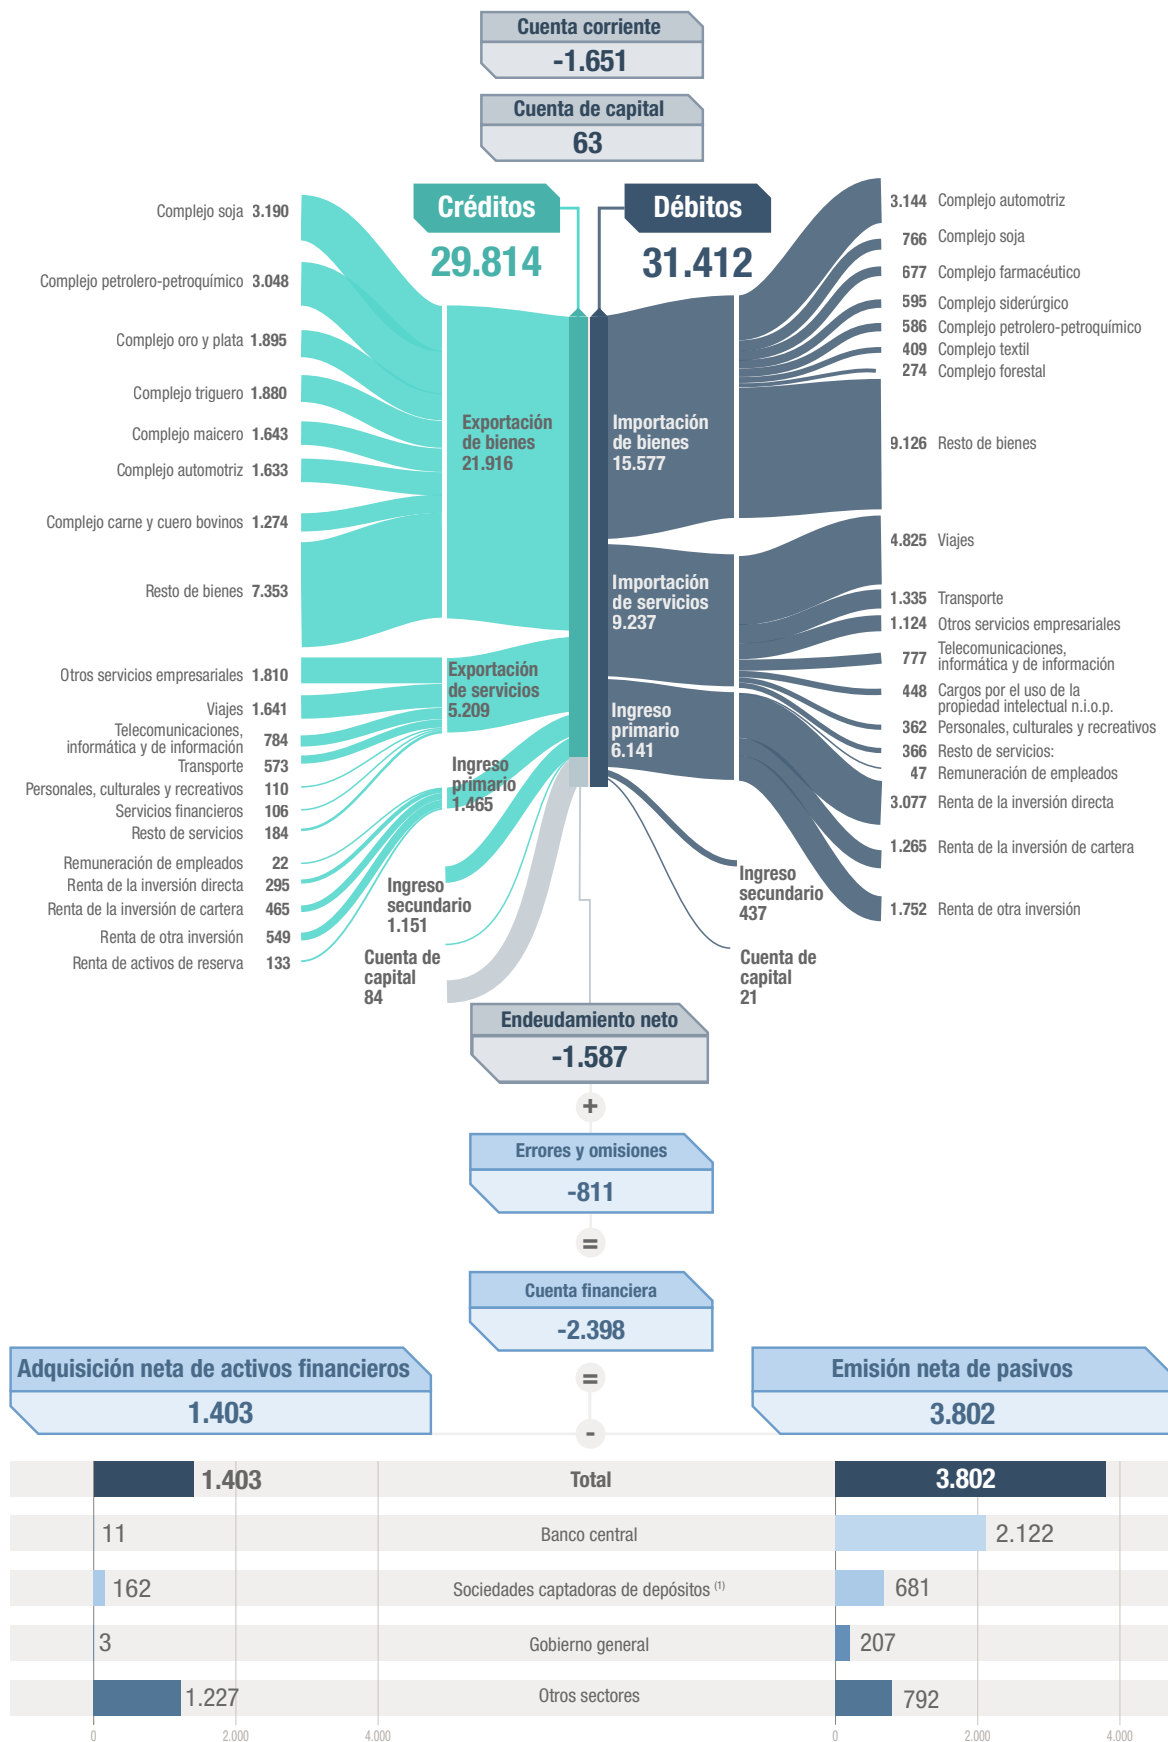 Cuenta corriente
-1.651
Cuenta de capital
63
Créditos
29.814
Débitos
31.412
Complejo soja 3.190
Complejo petrolero-petroquímico 3.048
Complejo oro y plata 1.895
Complejo triguero 1.880
Complejo maicero 1.643
Complejo automotriz 1.633
Complejo carne y cuero bovinos 1.274
Resto de bienes 7.353
Otros servicios empresariales 1.810
Viajes 1.641
Telecomunicaciones,
informática y de información 784
Transporte 573
Personales, culturales y recreativos 110
Servicios financieros 106
Resto de servicios 184
Remuneración de empleados 22
Renta de la inversión directa 295
Renta de la inversión de cartera 465
Renta de otra inversión 549
Renta de activos de reserva 133
Exportación
de bienes
21.916
Exportación
de servicios
5.209
Ingreso
primario
1.465
Ingreso
secundario
1.151
Cuenta de
capital
84
Importación
de bienes
15.577
Importación
de servicios
9.237
Ingreso
primario
6.141
Ingreso
secundario
437
Cuenta de
capital
21
3.144 Complejo automotriz
766 Complejo soja
677 Complejo farmacéutico
595 Complejo siderúrgico
586 Complejo petrolero-petroquímico
409 Complejo textil
274 Complejo forestal
9.126 Resto de bienes
4.825 Viajes
1.335 Transporte
1.124 Otros servicios empresariales
777 Telecomunicaciones,
informática y de información
448 Cargos por el uso de la
propiedad intelectual n.i.o.p.
362 Personales, culturales y recreativos
366 Resto de servicios:
47 Remuneración de empleados
3.077 Renta de la inversión directa
1.265 Renta de la inversión de cartera
1.752 Renta de otra inversión
Endeudamiento neto
-1.587
+
Errores y omisiones
-811
=
Cuenta financiera
-2.398
=
Adquisición neta de activos financieros
1.403
-
Emisión neta de pasivos
3.802
1.403 Total 3.802
11 Banco central 2.122
162 Sociedades captadoras de depósitos (1) 681
3 Gobierno general 207
1.227 Otros sectores 792
0 2.000 4.000 0 2.000 4.000